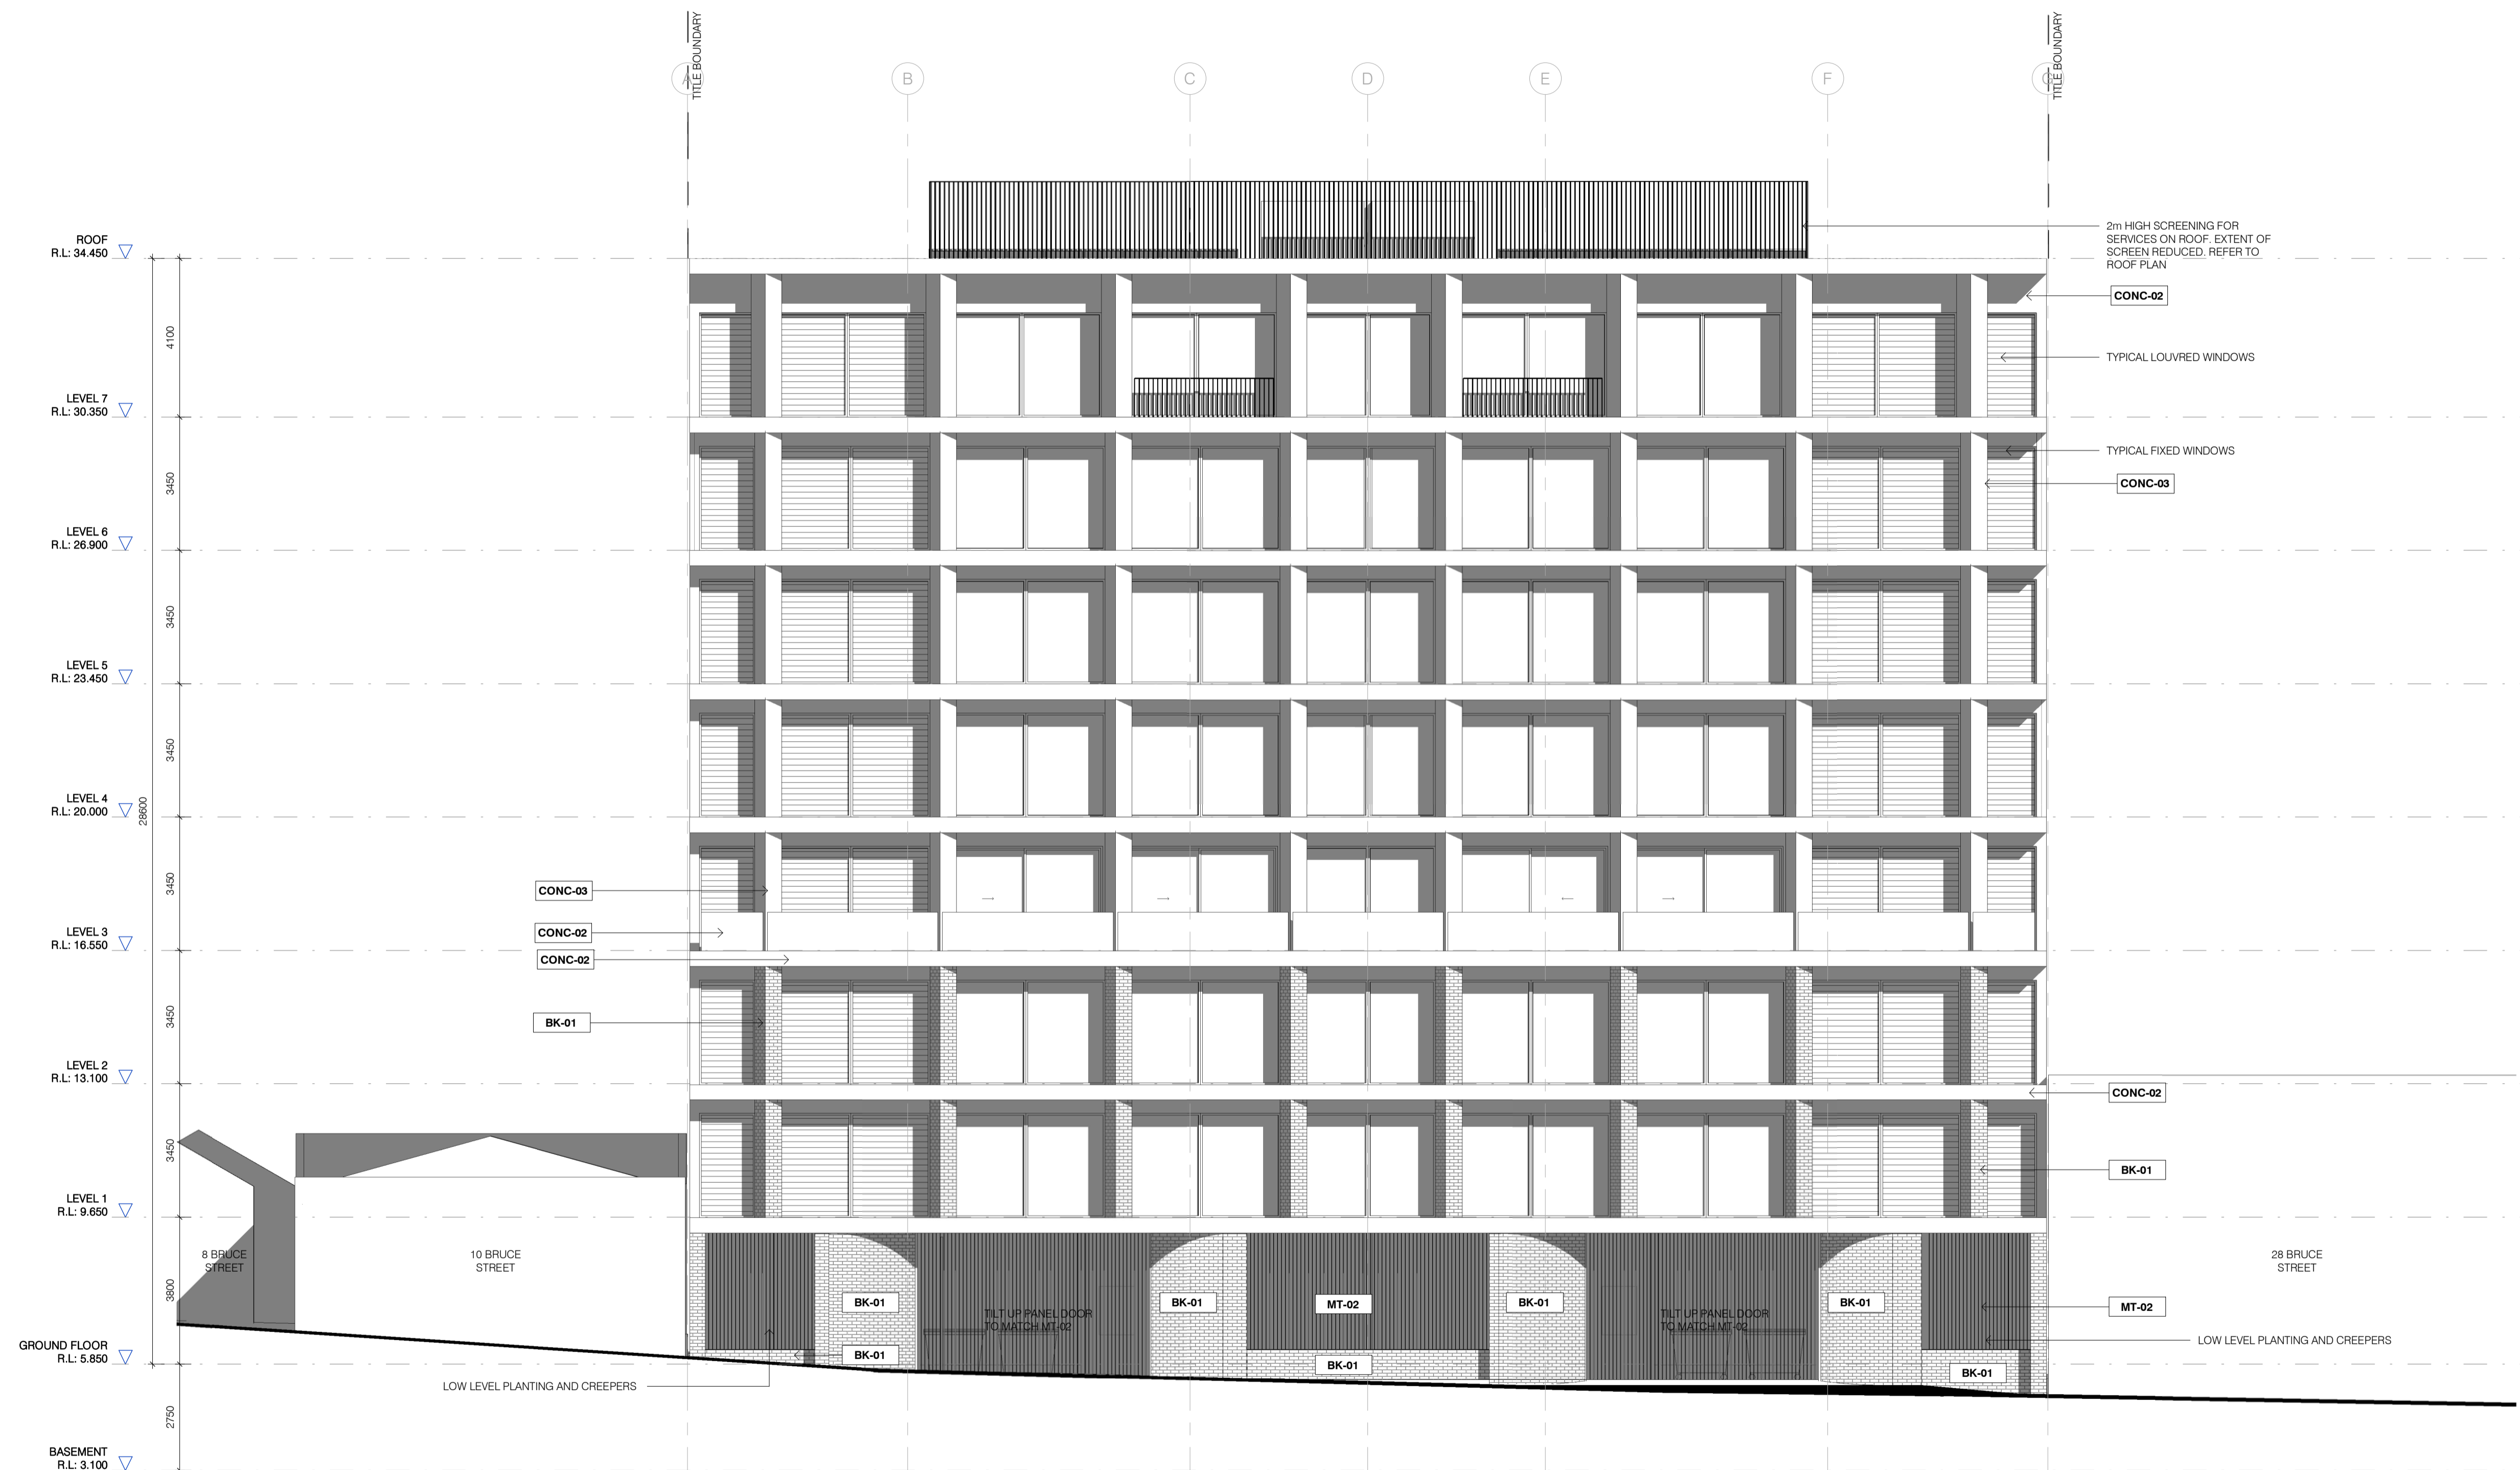 TITLE BOUNDARY
TITLE BOUNDARY
A
B
C
D
E
F
G
ROOF
R.L: 34.450
2m HIGH SCREENING FOR
SERVICES ON ROOF. EXTENT OF
SCREEN REDUCED. REFER TO
ROOF PLAN
CONC-02
4100
TYPICAL LOUVRED WINDOWS
LEVEL 7
R.L: 30.350
TYPICAL FIXED WINDOWS
3450
CONC-03
LEVEL 6
R.L: 26.900
3450
LEVEL 5
R.L: 23.450
3450
LEVEL 4
R.L: 20.000
28600
3450
CONC-03
CONC-02
LEVEL 3
R.L: 16.550
CONC-02
3450
BK-01
LEVEL 2
R.L: 13.100
CONC-02
3450
BK-01
LEVEL 1
R.L: 9.650
8 BRUCE
STREET
10 BRUCE
STREET
28 BRUCE
STREET
3800
BK-01
BK-01
MT-02
BK-01
BK-01
MT-02
TILT UP PANEL DOOR
TO MATCH MT-02
TILT UP PANEL DOOR
TO MATCH MT-02
LOW LEVEL PLANTING AND CREEPERS
GROUND FLOOR
R.L: 5.850
BK-01
BK-01
BK-01
LOW LEVEL PLANTING AND CREEPERS
2750
BASEMENT
R.L: 3.100